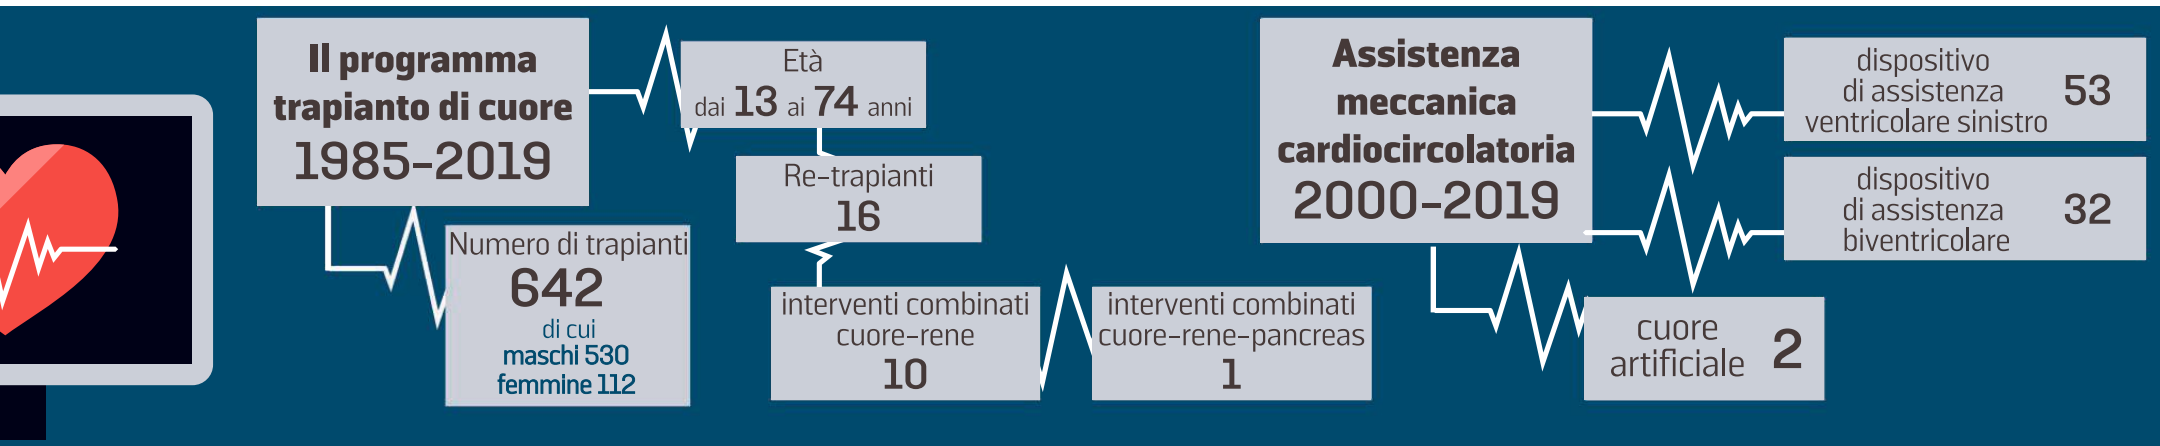 Il programma
trapianto di cuore
1985-2019
Età
dai 13 ai 74 anni
Re-trapianti
16
Numero di trapianti
642
di cui
maschi 530
femmine 112
interventi combinati
cuore-rene
10
interventi combinati
cuore-rene-pancreas
1
Assistenza
meccanica
cardiocircolatoria
2000-2019
dispositivo
di assistenza
ventricolare sinistro
53
dispositivo
di assistenza
biventricolare
32
cuore
artificiale
2